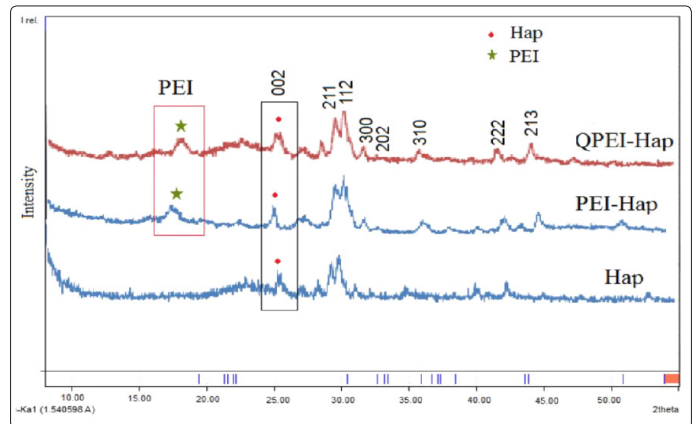 I rel.
Hap
PEI
PEI
002
211
112
300
202
310
222
213
QPEI-Hap
PEI-Hap
Hap
Intensity
10.00 15.00 20.00 25.00 30.00 35.00 40.00 45.00 50.00
-Ka1 (1.540598 A) 2theta